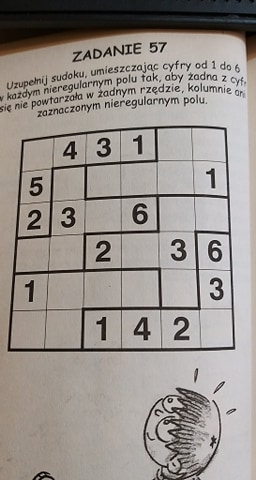 ZADANIE 57
Uzupełnij sudoku, umieszczając cyfry od 1 do 6
w każdym nieregularnym polu tak, aby żadna z cyfr
się nie powtarzała w żadnym rzędzie, kolumnie ani
zaznaczonym nieregularnym polu.
4 3 1
5 1
2 3 6
2 3 6
1 3
1 4 2